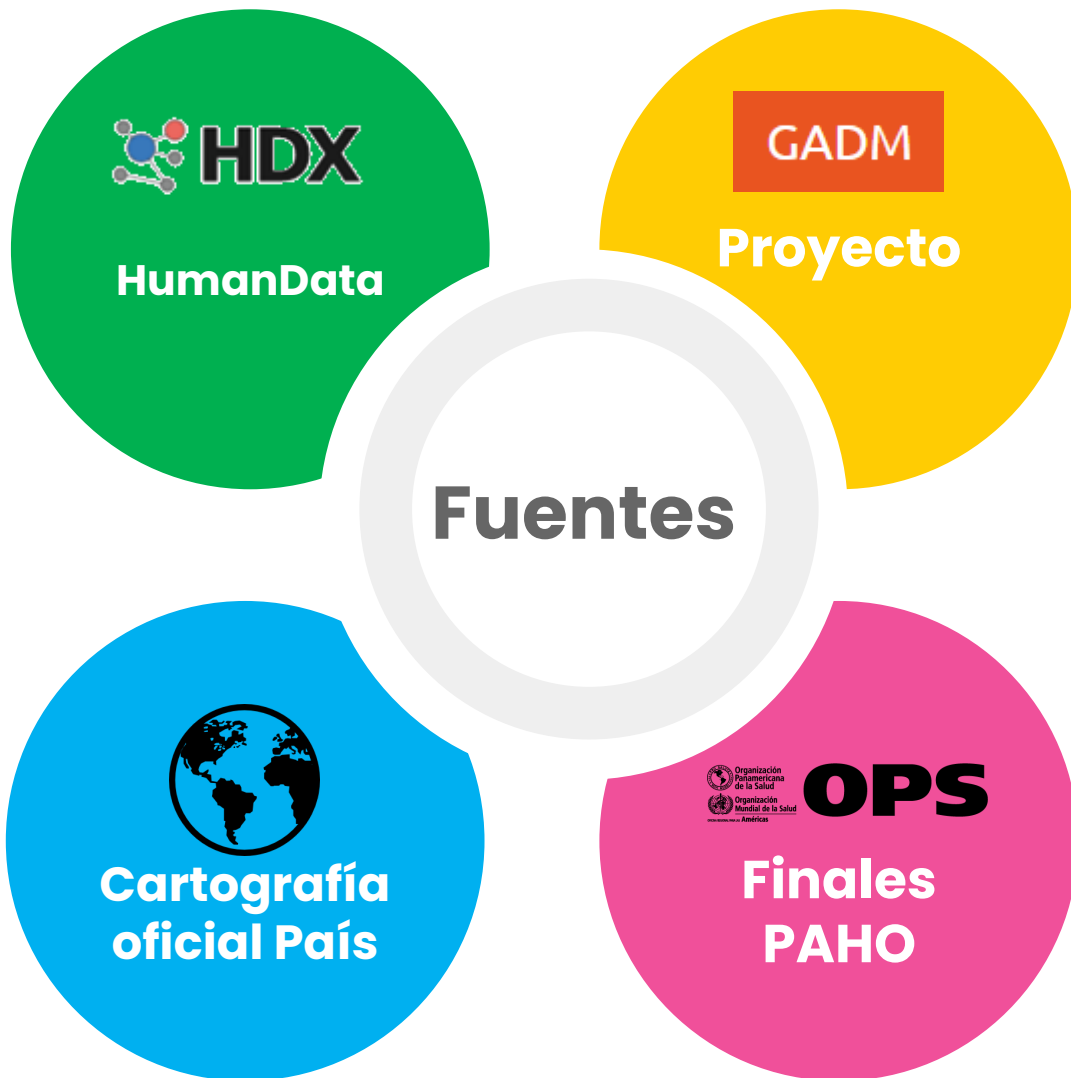 HDX
HumanData
GADM
Proyecto
Fuentes
Cartografía
oficial País
Organización
Panamericana
de la Salud
Organización
Mundial de la Salud
Américas
OPS
Finales
PAHO